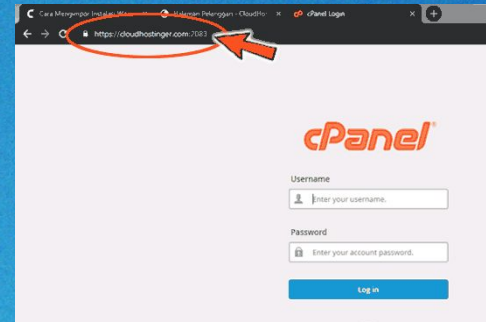 Cara Mengimpor Instalasi
Halaman Pelanggan - CloudHo
cPanel Login
https://cloudhostinger.com:2083
cPanel
Username
Enter your username.
Password
Enter your account password.
Log in